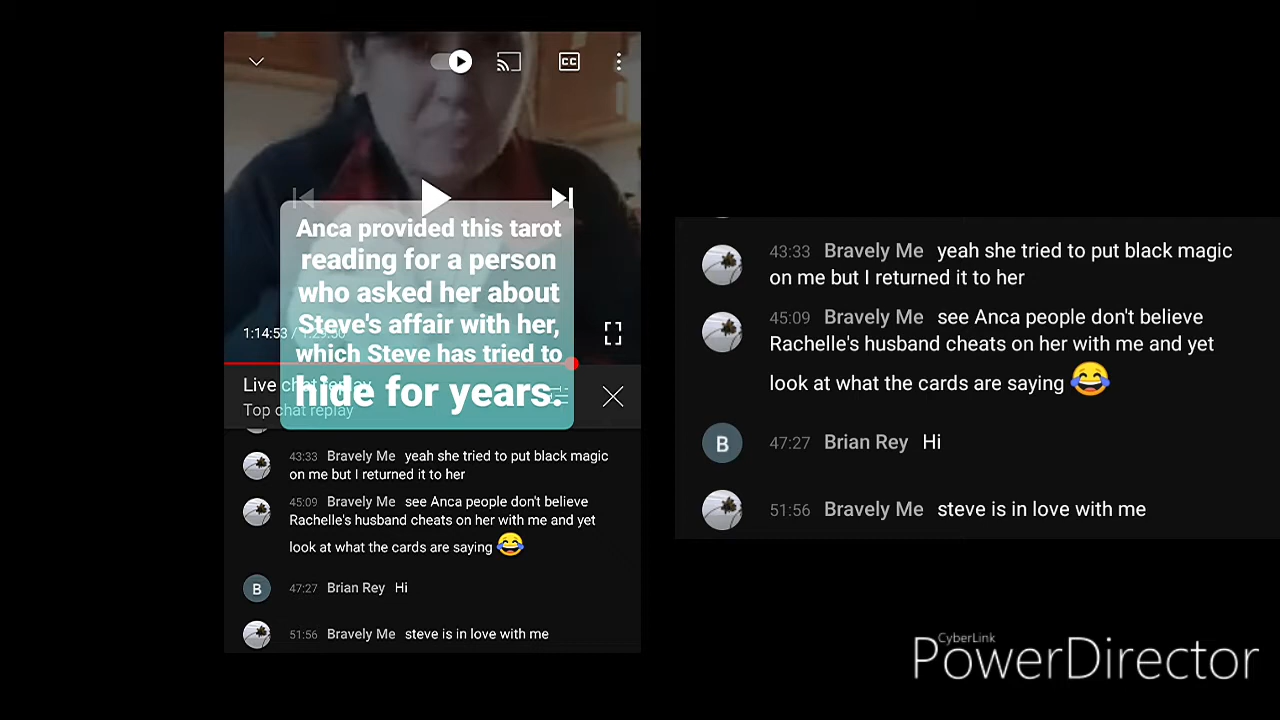 CC
Anca provided this tarot
reading for a person
who asked her about
Steve's affair with her,
which Steve has tried to
hide for years.
1:14:53 /
Live chat replay
Top chat replay
43:33 Bravely Me yeah she tried to put black magic
on me but I returned it to her
45:09 Bravely Me see Anca people don't believe
Rachelle's husband cheats on her with me and yet
look at what the cards are saying 😂
B 47:27 Brian Rey Hi
51:56 Bravely Me steve is in love with me
43:33 Bravely Me yeah she tried to put black magic
on me but I returned it to her
45:09 Bravely Me see Anca people don't believe
Rachelle's husband cheats on her with me and yet
look at what the cards are saying 😂
B 47:27 Brian Rey Hi
51:56 Bravely Me steve is in love with me
CyberLink
PowerDirector